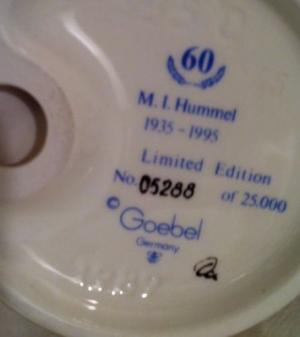 60
M. I. Hummel
1935 - 1995
Limited Edition
No. 05288 of 25.000
© Goebel
Germany